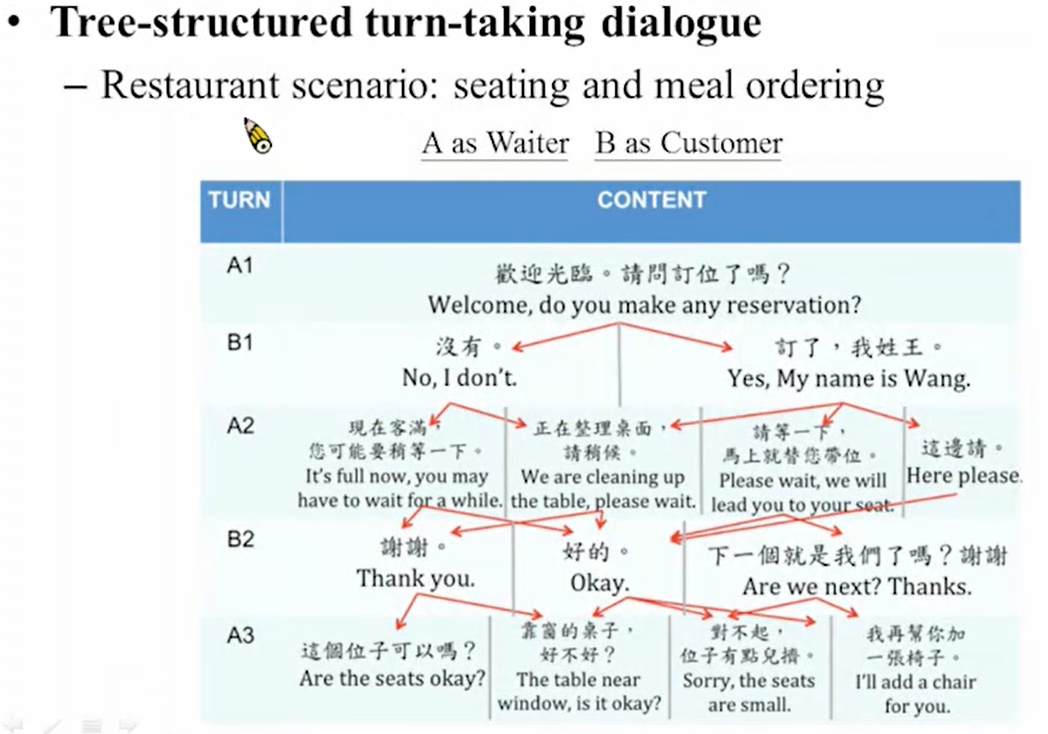 • Tree-structured turn-taking dialogue
– Restaurant scenario: seating and meal ordering
A as Waiter B as Customer
TURN CONTENT
A1
歡迎光臨。請問訂位了嗎？
Welcome, do you make any reservation?
B1
沒有。
No, I don't.
訂了，我姓王。
Yes, My name is Wang.
A2
現在客滿，
您可能要稍等一下。
It's full now, you may
have to wait for a while.
正在整理桌面，
請稍候。
We are cleaning up
the table, please wait.
請等一下，
馬上就替您帶位。
Please wait, we will
lead you to your seat.
這邊請。
Here please.
B2
謝謝。
Thank you.
好的。
Okay.
下一個就是我們了嗎？謝謝
Are we next? Thanks.
A3
這個位子可以嗎？
Are the seats okay?
靠窗的桌子，
好不好？
The table near
window, is it okay?
對不起，
位子有點兒擠。
Sorry, the seats
are small.
我再幫你加
一張椅子。
I'll add a chair
for you.